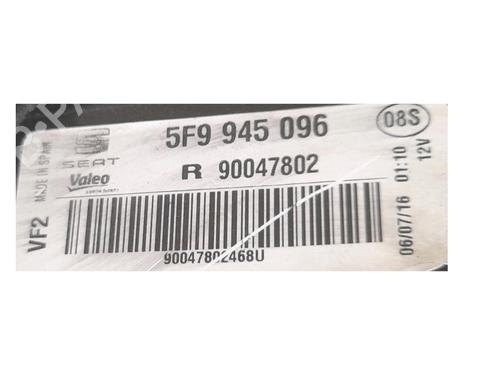 5F9 945 096
08S
SEAT
R 90047802
Valeo
MADE IN SPAIN
VF2
90047802468U
06/07/16 01:10
12V